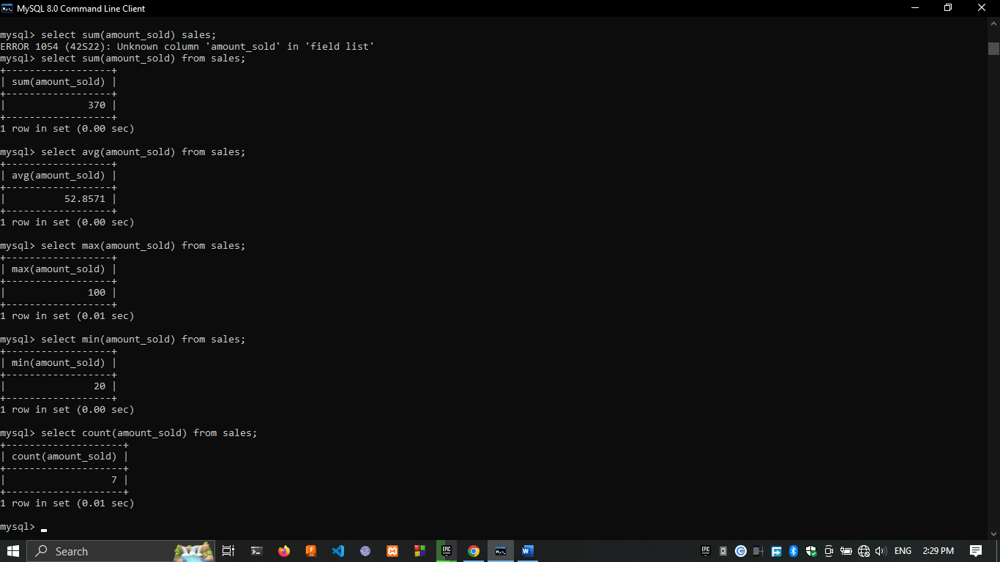 MySQL 8.0 Command Line Client
mysql> select sum(amount_sold) sales;
ERROR 1054 (42S22): Unknown column 'amount_sold' in 'field list'
mysql> select sum(amount_sold) from sales;
+------------------+
| sum(amount_sold) |
+------------------+
|              370 |
+------------------+
1 row in set (0.00 sec)
mysql> select avg(amount_sold) from sales;
+------------------+
| avg(amount_sold) |
+------------------+
|          52.8571 |
+------------------+
1 row in set (0.00 sec)
mysql> select max(amount_sold) from sales;
+------------------+
| max(amount_sold) |
+------------------+
|              100 |
+------------------+
1 row in set (0.01 sec)
mysql> select min(amount_sold) from sales;
+------------------+
| min(amount_sold) |
+------------------+
|               20 |
+------------------+
1 row in set (0.00 sec)
mysql> select count(amount_sold) from sales;
+--------------------+
| count(amount_sold) |
+--------------------+
|                  7 |
+--------------------+
1 row in set (0.01 sec)
mysql>
Search
ENG
2:29 PM